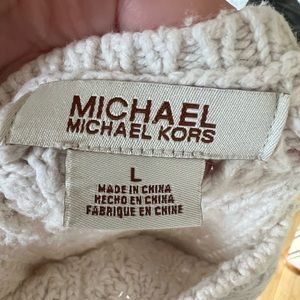 MICHAEL
MICHAEL KORS
L
MADE IN CHINA
HECHO EN CHINA
FABRIQUE EN CHINE